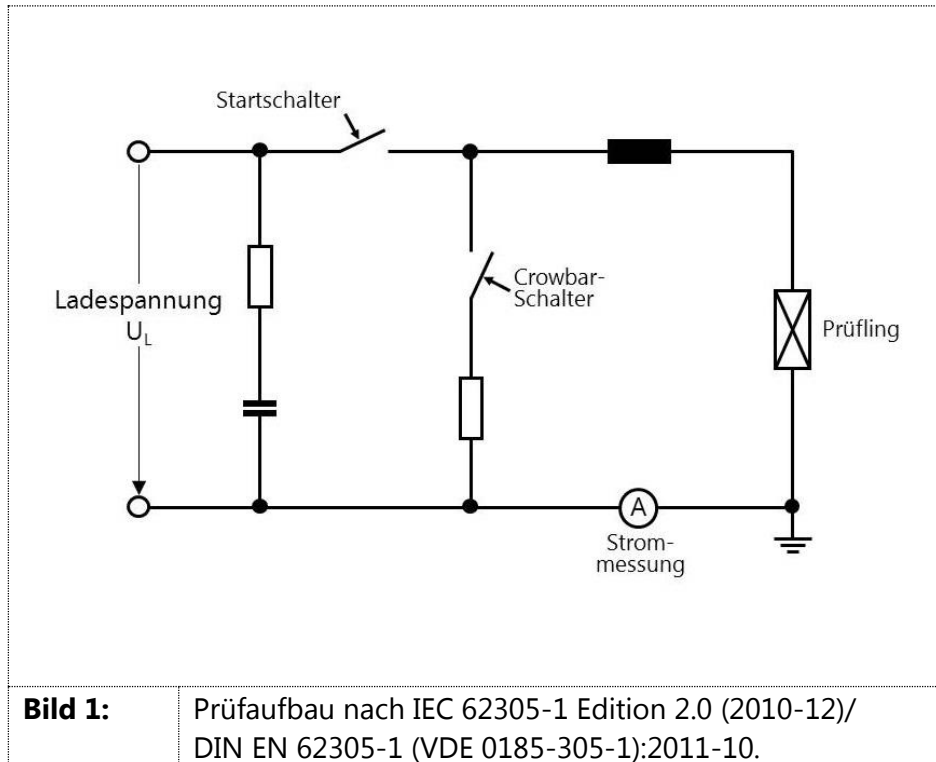 Startschalter
Ladespannung
U_L
Crowbar-
Schalter
Prüfling
A
Strom-
messung
Bild 1: Prüfaufbau nach IEC 62305-1 Edition 2.0 (2010-12)/
DIN EN 62305-1 (VDE 0185-305-1):2011-10.